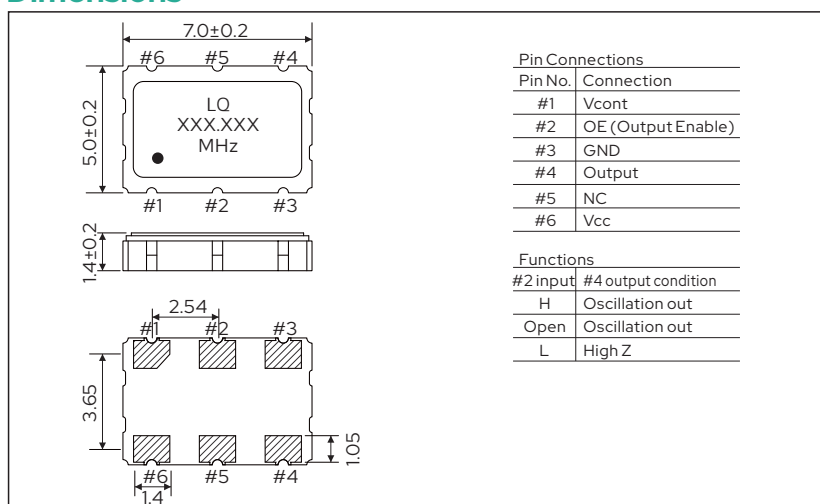 Dimensions
7.0±0.2
#6 #5 #4
5.0±0.2
LQ
XXX.XXX
MHz
#1 #2 #3
1.4±0.2
2.54
#1 #2 #3
3.65
1.05
#6 #5 #4
1.4
Pin Connections
Pin No. Connection
#1 Vcont
#2 OE (Output Enable)
#3 GND
#4 Output
#5 NC
#6 Vcc
Functions
#2 input #4 output condition
H Oscillation out
Open Oscillation out
L High Z